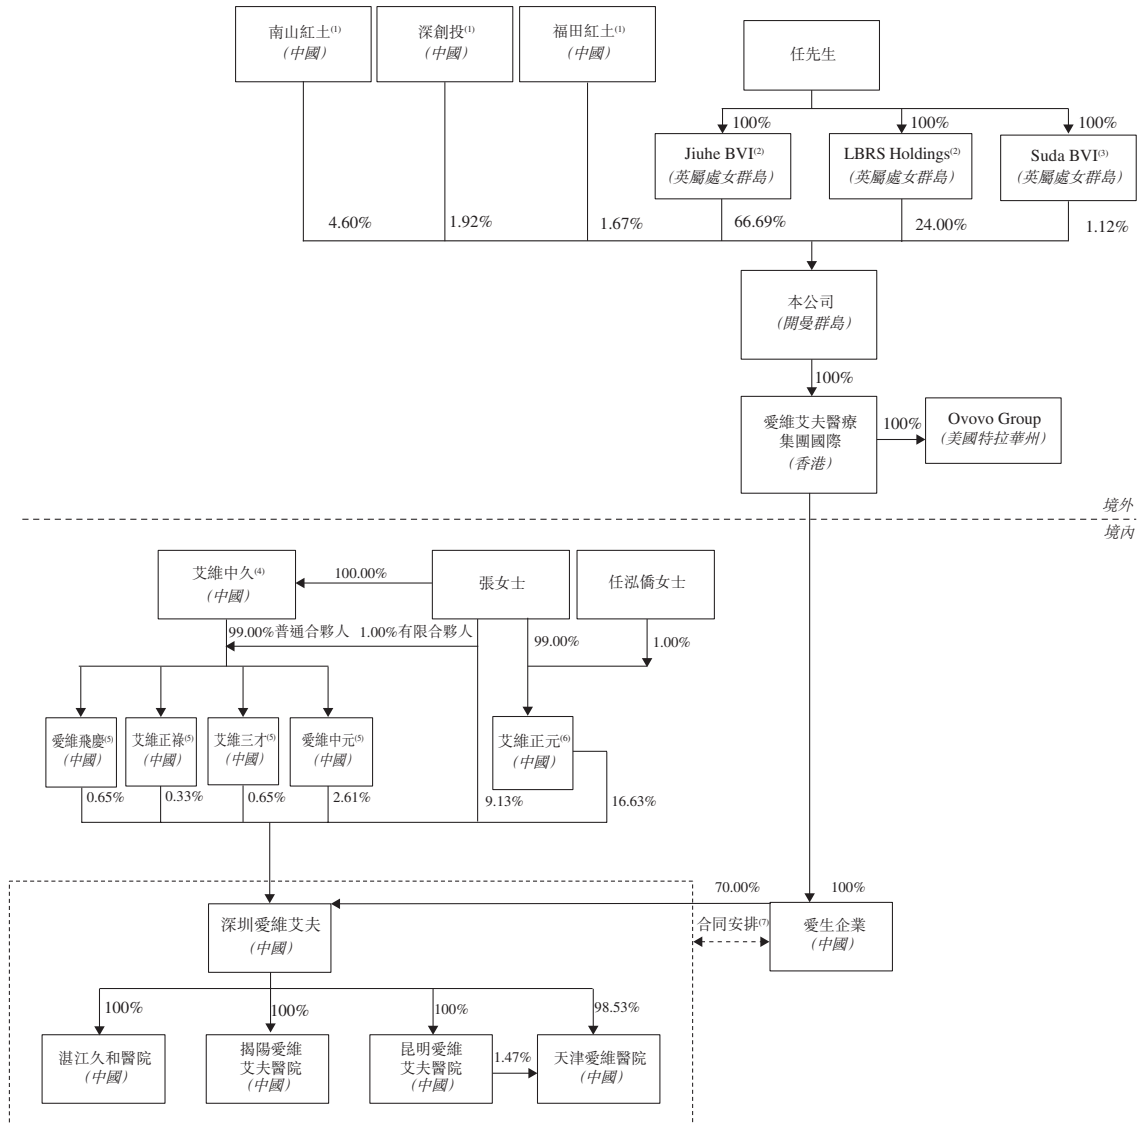 南山紅土(1)
（中國）
深創投(1)
（中國）
福田紅土(1)
（中國）
任先生
100%
100%
100%
Jiuhe BVI(2)
（英屬處女群島）
LBRS Holdings(2)
（英屬處女群島）
Suda BVI(3)
（英屬處女群島）
4.60%
1.92%
1.67%
66.69%
24.00%
1.12%
本公司
（開曼群島）
100%
愛維艾夫醫療
集團國際
（香港）
100%
Ovovo Group
（美國特拉華州）
境外
境內
艾維中久(4)
（中國）
100.00%
張女士
任泓僑女士
99.00%普通合夥人
1.00%有限合夥人
99.00%
1.00%
愛維飛慶(5)
（中國）
艾維正祿(5)
（中國）
艾維三才(5)
（中國）
愛維中元(5)
（中國）
艾維正元(6)
（中國）
0.65%
0.33%
0.65%
2.61%
9.13%
16.63%
70.00%
100%
深圳愛維艾夫
（中國）
合同安排(7)
愛生企業
（中國）
100%
100%
100%
98.53%
湛江久和醫院
（中國）
揭陽愛維
艾夫醫院
（中國）
昆明愛維
艾夫醫院
（中國）
1.47%
天津愛維醫院
（中國）